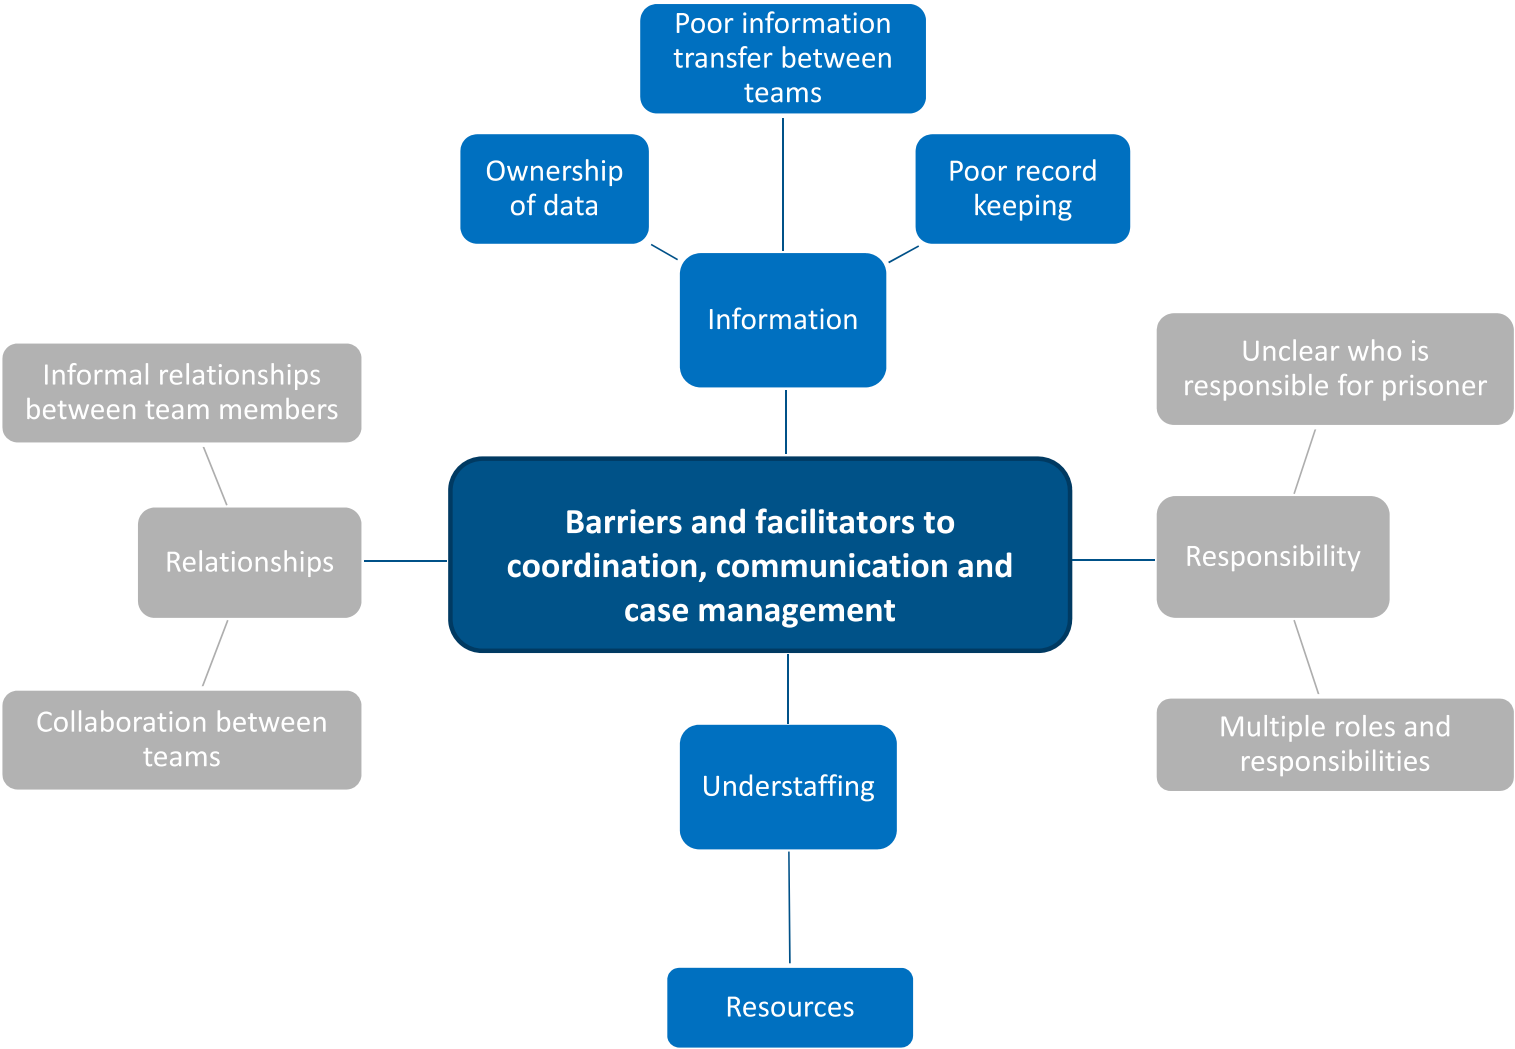 Poor information
transfer between
teams
Ownership
of data
Poor record
keeping
Information
Informal relationships
between team members
Unclear who is
responsible for prisoner
Relationships
Barriers and facilitators to
coordination, communication and
case management
Responsibility
Collaboration between
teams
Multiple roles and
responsibilities
Understaffing
Resources